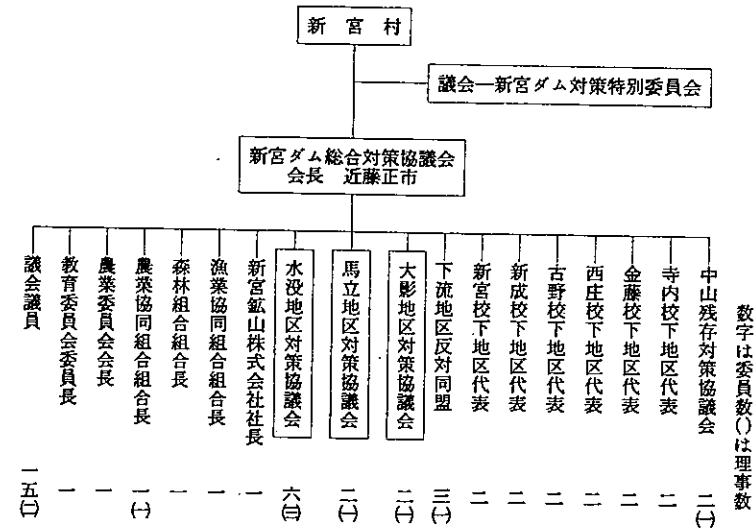 新宮村
議会―新宮ダム対策特別委員会
新宮ダム総合対策協議会
会長 近藤正市
数字は委員数()は理事数
中山残存対策協議会 二(一)
寺内校下地区代表 二
金藤校下地区代表 二
西庄校下地区代表 二
古野校下地区代表 二
新成校下地区代表 二
新宮校下地区代表 二
下流地区反対同盟 三(一)
大影地区対策協議会 二(一)
馬立地区対策協議会 二(一)
水没地区対策協議会 六(三)
新宮鉱山株式会社社長 一
漁業協同組合組合長 一
森林組合組合長 一
農業協同組合組合長 一(一)
農業委員会会長 一
教育委員会委員長 一
議会議員 一五(二)